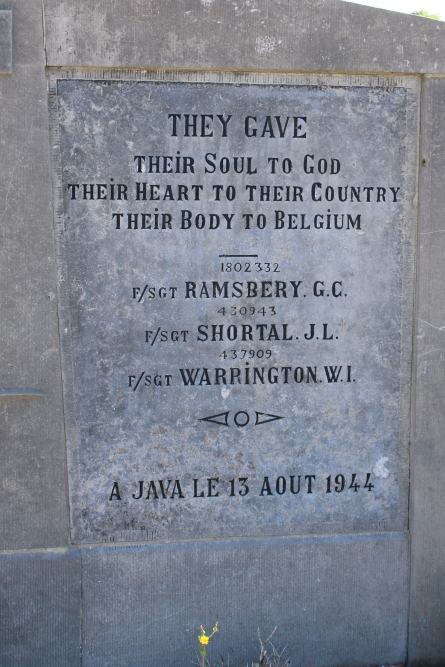 THEY GAVE
THEIR SOUL TO GOD
THEIR HEART TO THEIR COUNTRY
THEIR BODY TO BELGIUM
1802332
F/SGT RAMSBERY. G.C.
430943
F/SGT SHORTAL. J.L.
437909
F/SGT WARRINGTON. W.I.
A JAVA LE 13 AOUT 1944